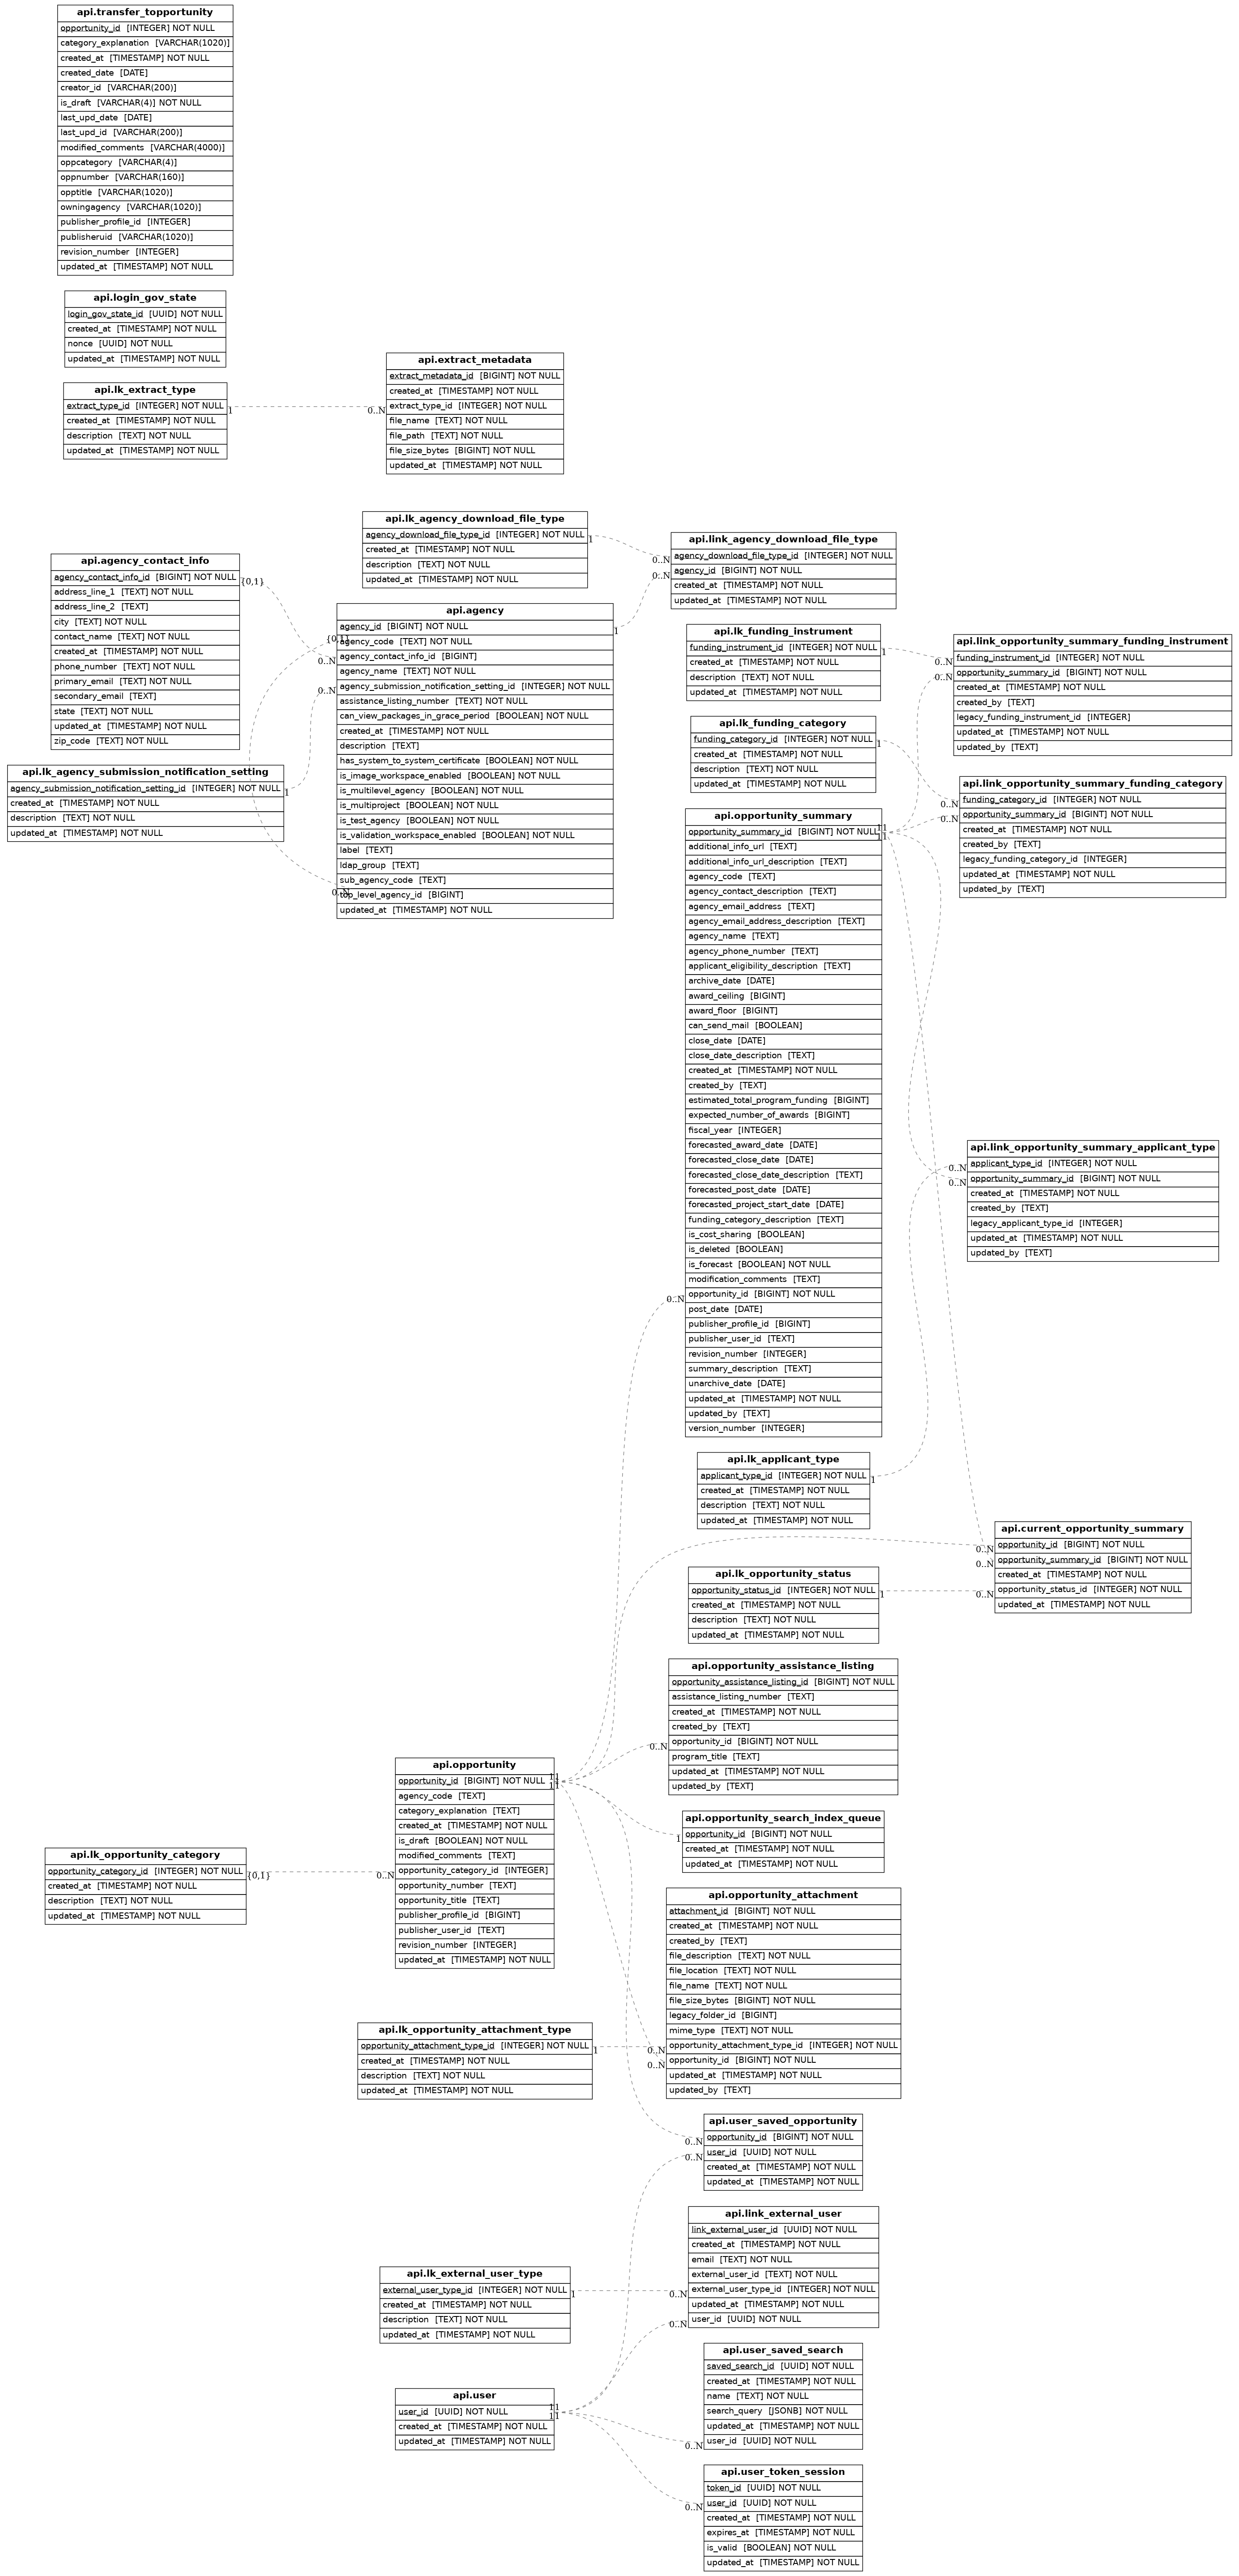 api.transfer_topportunity
opportunity_id [INTEGER] NOT NULL
category_explanation [VARCHAR(1020)]
created_at [TIMESTAMP] NOT NULL
created_date [DATE]
creator_id [VARCHAR(200)]
is_draft [VARCHAR(4)] NOT NULL
last_upd_date [DATE]
last_upd_id [VARCHAR(200)]
modified_comments [VARCHAR(4000)]
oppcategory [VARCHAR(4)]
oppnumber [VARCHAR(160)]
opptitle [VARCHAR(1020)]
owningagency [VARCHAR(1020)]
publisher_profile_id [INTEGER]
publisheruid [VARCHAR(1020)]
revision_number [INTEGER]
updated_at [TIMESTAMP] NOT NULL
api.login_gov_state
login_gov_state_id [UUID] NOT NULL
created_at [TIMESTAMP] NOT NULL
nonce [UUID] NOT NULL
updated_at [TIMESTAMP] NOT NULL
api.lk_extract_type
extract_type_id [INTEGER] NOT NULL
created_at [TIMESTAMP] NOT NULL
description [TEXT] NOT NULL
updated_at [TIMESTAMP] NOT NULL
1
0..N
api.extract_metadata
extract_metadata_id [BIGINT] NOT NULL
created_at [TIMESTAMP] NOT NULL
extract_type_id [INTEGER] NOT NULL
file_name [TEXT] NOT NULL
file_path [TEXT] NOT NULL
file_size_bytes [BIGINT] NOT NULL
updated_at [TIMESTAMP] NOT NULL
api.lk_agency_download_file_type
agency_download_file_type_id [INTEGER] NOT NULL
created_at [TIMESTAMP] NOT NULL
description [TEXT] NOT NULL
updated_at [TIMESTAMP] NOT NULL
1
0..N
0..N
api.link_agency_download_file_type
agency_download_file_type_id [INTEGER] NOT NULL
agency_id [BIGINT] NOT NULL
created_at [TIMESTAMP] NOT NULL
updated_at [TIMESTAMP] NOT NULL
api.agency_contact_info
agency_contact_info_id [BIGINT] NOT NULL
address_line_1 [TEXT] NOT NULL
address_line_2 [TEXT]
city [TEXT] NOT NULL
contact_name [TEXT] NOT NULL
created_at [TIMESTAMP] NOT NULL
phone_number [TEXT] NOT NULL
primary_email [TEXT] NOT NULL
secondary_email [TEXT]
state [TEXT] NOT NULL
updated_at [TIMESTAMP] NOT NULL
zip_code [TEXT] NOT NULL
{0,1}
api.lk_agency_submission_notification_setting
agency_submission_notification_setting_id [INTEGER] NOT NULL
created_at [TIMESTAMP] NOT NULL
description [TEXT] NOT NULL
updated_at [TIMESTAMP] NOT NULL
1
{0,1}
0..N
0..N
0..N
api.agency
agency_id [BIGINT] NOT NULL
agency_code [TEXT] NOT NULL
agency_contact_info_id [BIGINT]
agency_name [TEXT] NOT NULL
agency_submission_notification_setting_id [INTEGER] NOT NULL
assistance_listing_number [TEXT] NOT NULL
can_view_packages_in_grace_period [BOOLEAN] NOT NULL
created_at [TIMESTAMP] NOT NULL
description [TEXT]
has_system_to_system_certificate [BOOLEAN] NOT NULL
is_image_workspace_enabled [BOOLEAN] NOT NULL
is_multilevel_agency [BOOLEAN] NOT NULL
is_multiproject [BOOLEAN] NOT NULL
is_test_agency [BOOLEAN] NOT NULL
is_validation_workspace_enabled [BOOLEAN] NOT NULL
label [TEXT]
ldap_group [TEXT]
sub_agency_code [TEXT]
top_level_agency_id [BIGINT]
updated_at [TIMESTAMP] NOT NULL
1
api.lk_funding_instrument
funding_instrument_id [INTEGER] NOT NULL
created_at [TIMESTAMP] NOT NULL
description [TEXT] NOT NULL
updated_at [TIMESTAMP] NOT NULL
1
api.lk_funding_category
funding_category_id [INTEGER] NOT NULL
created_at [TIMESTAMP] NOT NULL
description [TEXT] NOT NULL
updated_at [TIMESTAMP] NOT NULL
1
0..N
0..N
api.link_opportunity_summary_funding_instrument
funding_instrument_id [INTEGER] NOT NULL
opportunity_summary_id [BIGINT] NOT NULL
created_at [TIMESTAMP] NOT NULL
created_by [TEXT]
legacy_funding_instrument_id [INTEGER]
updated_at [TIMESTAMP] NOT NULL
updated_by [TEXT]
0..N
0..N
api.link_opportunity_summary_funding_category
funding_category_id [INTEGER] NOT NULL
opportunity_summary_id [BIGINT] NOT NULL
created_at [TIMESTAMP] NOT NULL
created_by [TEXT]
legacy_funding_category_id [INTEGER]
updated_at [TIMESTAMP] NOT NULL
updated_by [TEXT]
api.opportunity_summary
opportunity_summary_id [BIGINT] NOT NULL
additional_info_url [TEXT]
additional_info_url_description [TEXT]
agency_code [TEXT]
agency_contact_description [TEXT]
agency_email_address [TEXT]
agency_email_address_description [TEXT]
agency_name [TEXT]
agency_phone_number [TEXT]
applicant_eligibility_description [TEXT]
archive_date [DATE]
award_ceiling [BIGINT]
award_floor [BIGINT]
can_send_mail [BOOLEAN]
close_date [DATE]
close_date_description [TEXT]
created_at [TIMESTAMP] NOT NULL
created_by [TEXT]
estimated_total_program_funding [BIGINT]
expected_number_of_awards [BIGINT]
fiscal_year [INTEGER]
forecasted_award_date [DATE]
forecasted_close_date [DATE]
forecasted_close_date_description [TEXT]
forecasted_post_date [DATE]
forecasted_project_start_date [DATE]
funding_category_description [TEXT]
is_cost_sharing [BOOLEAN]
is_deleted [BOOLEAN]
is_forecast [BOOLEAN] NOT NULL
modification_comments [TEXT]
opportunity_id [BIGINT] NOT NULL
post_date [DATE]
publisher_profile_id [BIGINT]
publisher_user_id [TEXT]
revision_number [INTEGER]
summary_description [TEXT]
unarchive_date [DATE]
updated_at [TIMESTAMP] NOT NULL
updated_by [TEXT]
version_number [INTEGER]
11
11
0..N
0..N
0..N
api.link_opportunity_summary_applicant_type
applicant_type_id [INTEGER] NOT NULL
opportunity_summary_id [BIGINT] NOT NULL
created_at [TIMESTAMP] NOT NULL
created_by [TEXT]
legacy_applicant_type_id [INTEGER]
updated_at [TIMESTAMP] NOT NULL
updated_by [TEXT]
api.lk_applicant_type
applicant_type_id [INTEGER] NOT NULL
created_at [TIMESTAMP] NOT NULL
description [TEXT] NOT NULL
updated_at [TIMESTAMP] NOT NULL
1
0..N
0..N
0..N
api.current_opportunity_summary
opportunity_id [BIGINT] NOT NULL
opportunity_summary_id [BIGINT] NOT NULL
created_at [TIMESTAMP] NOT NULL
opportunity_status_id [INTEGER] NOT NULL
updated_at [TIMESTAMP] NOT NULL
api.lk_opportunity_status
opportunity_status_id [INTEGER] NOT NULL
created_at [TIMESTAMP] NOT NULL
description [TEXT] NOT NULL
updated_at [TIMESTAMP] NOT NULL
1
0..N
api.opportunity_assistance_listing
opportunity_assistance_listing_id [BIGINT] NOT NULL
assistance_listing_number [TEXT]
created_at [TIMESTAMP] NOT NULL
created_by [TEXT]
opportunity_id [BIGINT] NOT NULL
program_title [TEXT]
updated_at [TIMESTAMP] NOT NULL
updated_by [TEXT]
api.opportunity
opportunity_id [BIGINT] NOT NULL
agency_code [TEXT]
category_explanation [TEXT]
created_at [TIMESTAMP] NOT NULL
is_draft [BOOLEAN] NOT NULL
modified_comments [TEXT]
opportunity_category_id [INTEGER]
opportunity_number [TEXT]
opportunity_title [TEXT]
publisher_profile_id [BIGINT]
publisher_user_id [TEXT]
revision_number [INTEGER]
updated_at [TIMESTAMP] NOT NULL
11
11
api.lk_opportunity_category
opportunity_category_id [INTEGER] NOT NULL
created_at [TIMESTAMP] NOT NULL
description [TEXT] NOT NULL
updated_at [TIMESTAMP] NOT NULL
{0,1}
0..N
1
api.opportunity_search_index_queue
opportunity_id [BIGINT] NOT NULL
created_at [TIMESTAMP] NOT NULL
updated_at [TIMESTAMP] NOT NULL
api.opportunity_attachment
attachment_id [BIGINT] NOT NULL
created_at [TIMESTAMP] NOT NULL
created_by [TEXT]
file_description [TEXT] NOT NULL
file_location [TEXT] NOT NULL
file_name [TEXT] NOT NULL
file_size_bytes [BIGINT] NOT NULL
legacy_folder_id [BIGINT]
mime_type [TEXT] NOT NULL
opportunity_attachment_type_id [INTEGER] NOT NULL
opportunity_id [BIGINT] NOT NULL
updated_at [TIMESTAMP] NOT NULL
updated_by [TEXT]
api.lk_opportunity_attachment_type
opportunity_attachment_type_id [INTEGER] NOT NULL
created_at [TIMESTAMP] NOT NULL
description [TEXT] NOT NULL
updated_at [TIMESTAMP] NOT NULL
1
0..N
0..N
0..N
0..N
api.user_saved_opportunity
opportunity_id [BIGINT] NOT NULL
user_id [UUID] NOT NULL
created_at [TIMESTAMP] NOT NULL
updated_at [TIMESTAMP] NOT NULL
api.link_external_user
link_external_user_id [UUID] NOT NULL
created_at [TIMESTAMP] NOT NULL
email [TEXT] NOT NULL
external_user_id [TEXT] NOT NULL
external_user_type_id [INTEGER] NOT NULL
updated_at [TIMESTAMP] NOT NULL
user_id [UUID] NOT NULL
api.lk_external_user_type
external_user_type_id [INTEGER] NOT NULL
created_at [TIMESTAMP] NOT NULL
description [TEXT] NOT NULL
updated_at [TIMESTAMP] NOT NULL
1
0..N
0..N
api.user_saved_search
saved_search_id [UUID] NOT NULL
created_at [TIMESTAMP] NOT NULL
name [TEXT] NOT NULL
search_query [JSONB] NOT NULL
updated_at [TIMESTAMP] NOT NULL
user_id [UUID] NOT NULL
api.user
user_id [UUID] NOT NULL
created_at [TIMESTAMP] NOT NULL
updated_at [TIMESTAMP] NOT NULL
11
11
0..N
0..N
api.user_token_session
token_id [UUID] NOT NULL
user_id [UUID] NOT NULL
created_at [TIMESTAMP] NOT NULL
expires_at [TIMESTAMP] NOT NULL
is_valid [BOOLEAN] NOT NULL
updated_at [TIMESTAMP] NOT NULL